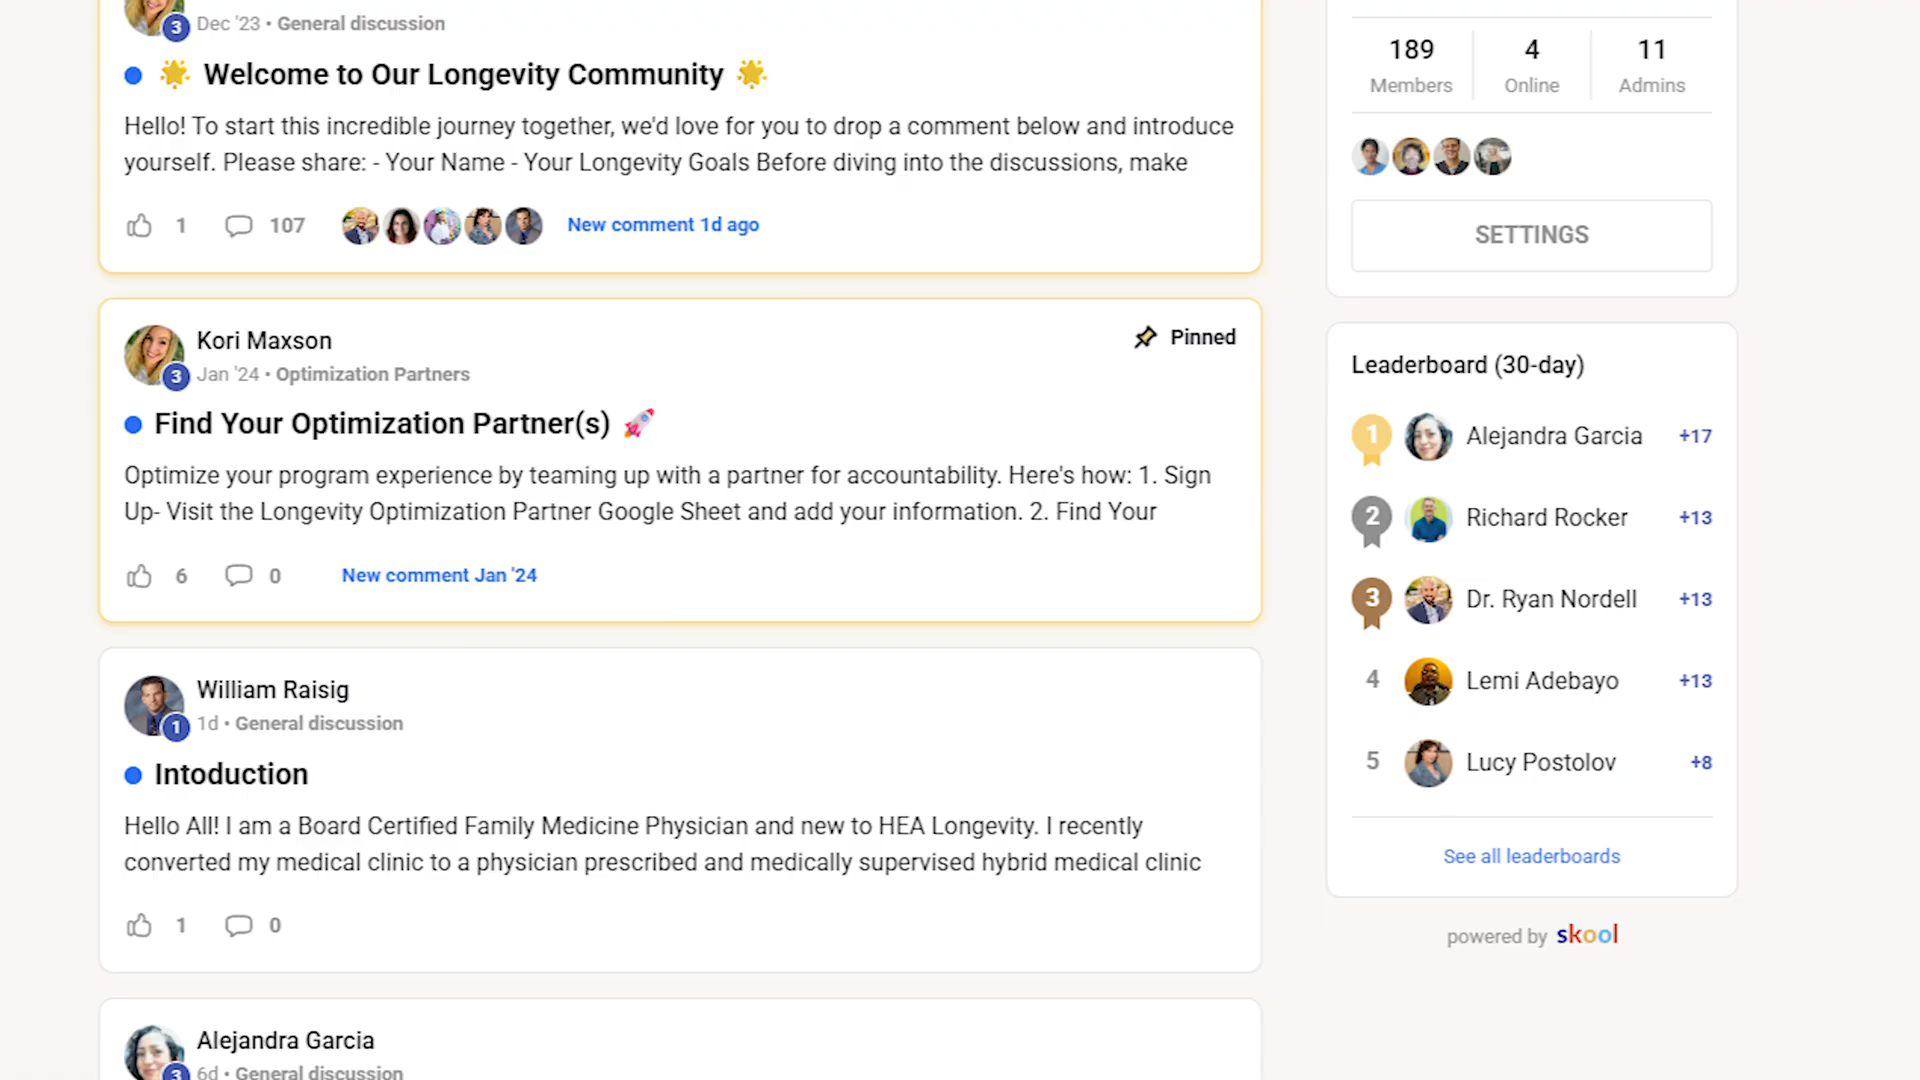 3 Dec '23 • General discussion
Welcome to Our Longevity Community
Hello! To start this incredible journey together, we'd love for you to drop a comment below and introduce
yourself. Please share: - Your Name - Your Longevity Goals Before diving into the discussions, make
1 107 New comment 1d ago
Kori Maxson
Pinned
3 Jan '24 • Optimization Partners
Find Your Optimization Partner(s)
Optimize your program experience by teaming up with a partner for accountability. Here's how: 1. Sign
Up- Visit the Longevity Optimization Partner Google Sheet and add your information. 2. Find Your
6 0 New comment Jan '24
William Raisig
1 1d • General discussion
Intoduction
Hello All! I am a Board Certified Family Medicine Physician and new to HEA Longevity. I recently
converted my medical clinic to a physician prescribed and medically supervised hybrid medical clinic
1 0
Alejandra Garcia
3 6d • General discussion
189 4 11
Members Online Admins
SETTINGS
Leaderboard (30-day)
1 Alejandra Garcia +17
2 Richard Rocker +13
3 Dr. Ryan Nordell +13
4 Lemi Adebayo +13
5 Lucy Postolov +8
See all leaderboards
powered by skool